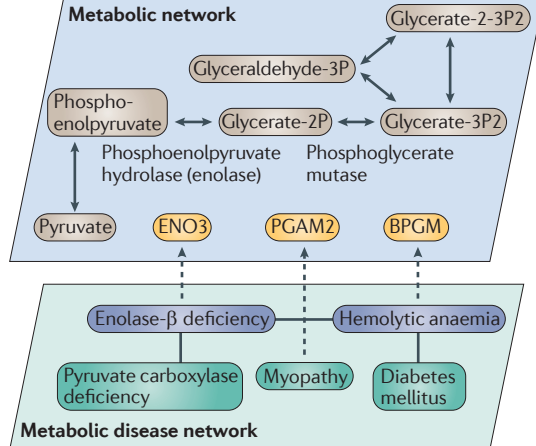 Metabolic network
Glycerate-2-3P2
Glyceraldehyde-3P
Phospho-
enolpyruvate
Glycerate-2P
Glycerate-3P2
Phosphoenolpyruvate
hydrolase (enolase)
Phosphoglycerate
mutase
Pyruvate
ENO3
PGAM2
BPGM
Enolase-β deficiency
Hemolytic anaemia
Pyruvate carboxylase
deficiency
Myopathy
Diabetes
mellitus
Metabolic disease network